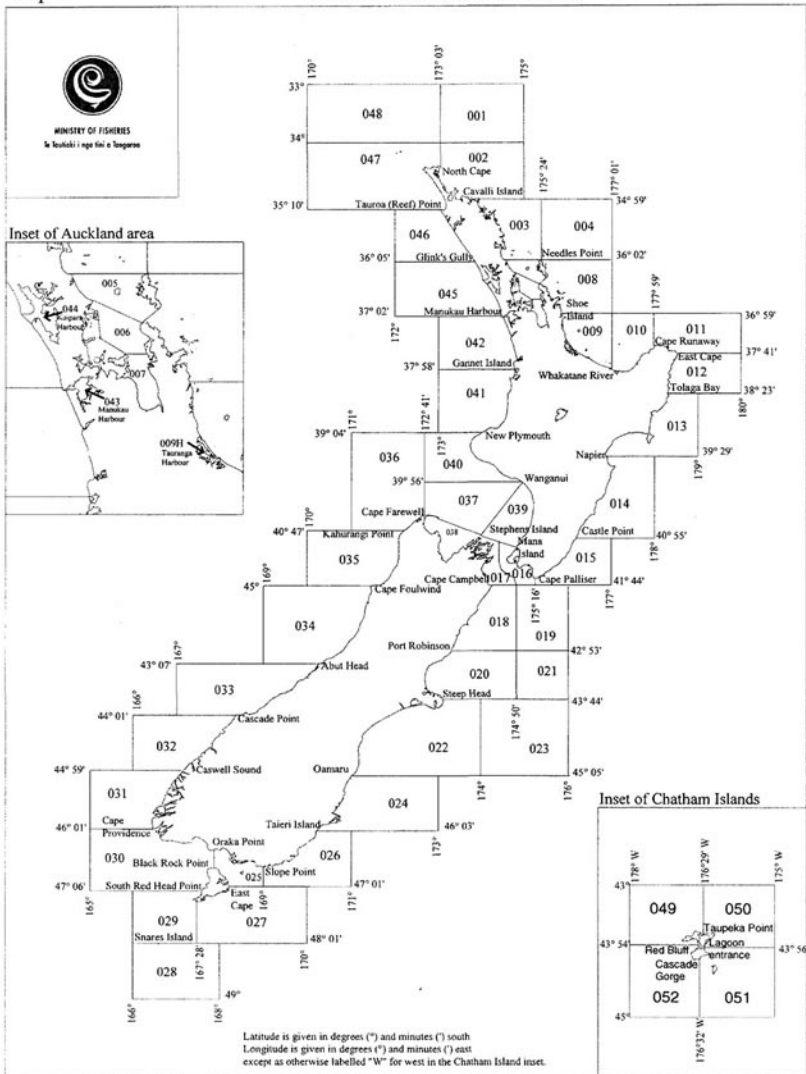 MINISTRY OF FISHERIES
Te Tautiaki i nga tini a Tangaroa
170°
173° 03'
175°
33°
048
001
34°
047
002
North Cape
175° 24'
177° 01'
Cavalli Island
35° 10'
Tauroa (Reef) Point
34° 59'
003
004
046
36° 05'
Glink's Gully
Needles Point
36° 02'
008
177° 59'
045
Shoe
Island
37° 02'
Manukau Harbour
36° 59'
172°
009
010
011
042
Cape Runaway
37° 58'
Gannet Island
East Cape
37° 41'
Whakatane River
012
041
Tolaga Bay
38° 23'
171°
172° 41'
180°
39° 04'
New Plymouth
013
173°
036
040
Napier
39° 29'
39° 56'
Wanganui
179°
037
039
014
170°
Cape Farewell
Stephens Island
40° 47'
Kahurangi Point
038
Mana
Island
Castle Point
40° 55'
178°
035
015
169°
Cape Campbell
017
016
Cape Palliser
41° 44'
45°
Cape Foulwind
175° 16'
177°
034
018
019
167°
Port Robinson
42° 53'
43° 07'
Abut Head
020
021
166°
033
Steep Head
43° 44'
44° 01'
Cascade Point
174° 50'
032
022
023
44° 59'
Caswell Sound
Oamaru
45° 05'
031
174°
176°
024
Cape
Providence
46° 01'
Taieri Island
46° 03'
173°
030
Oraka Point
Black Rock Point
026
025
Slope Point
47° 06'
South Red Head Point
47° 01'
165°
East
Cape
169°
171°
029
027
Snares Island
48° 01'
167° 28'
170°
028
49°
166°
168°
Inset of Auckland area
005
044
Kaipara
Harbour
006
007
043
Manukau
Harbour
009H
Tauranga
Harbour
Inset of Chatham Islands
178° W
176° 29' W
175° W
43°
049
050
Taupeka Point
43° 54'
Red Bluff
Lagoon
entrance
43° 56'
Cascade
Gorge
052
051
45°
176° 32' W
Latitude is given in degrees (°) and minutes (') south
Longitude is given in degrees (°) and minutes (') east
except as otherwise labelled "W" for west in the Chatham Island inset.